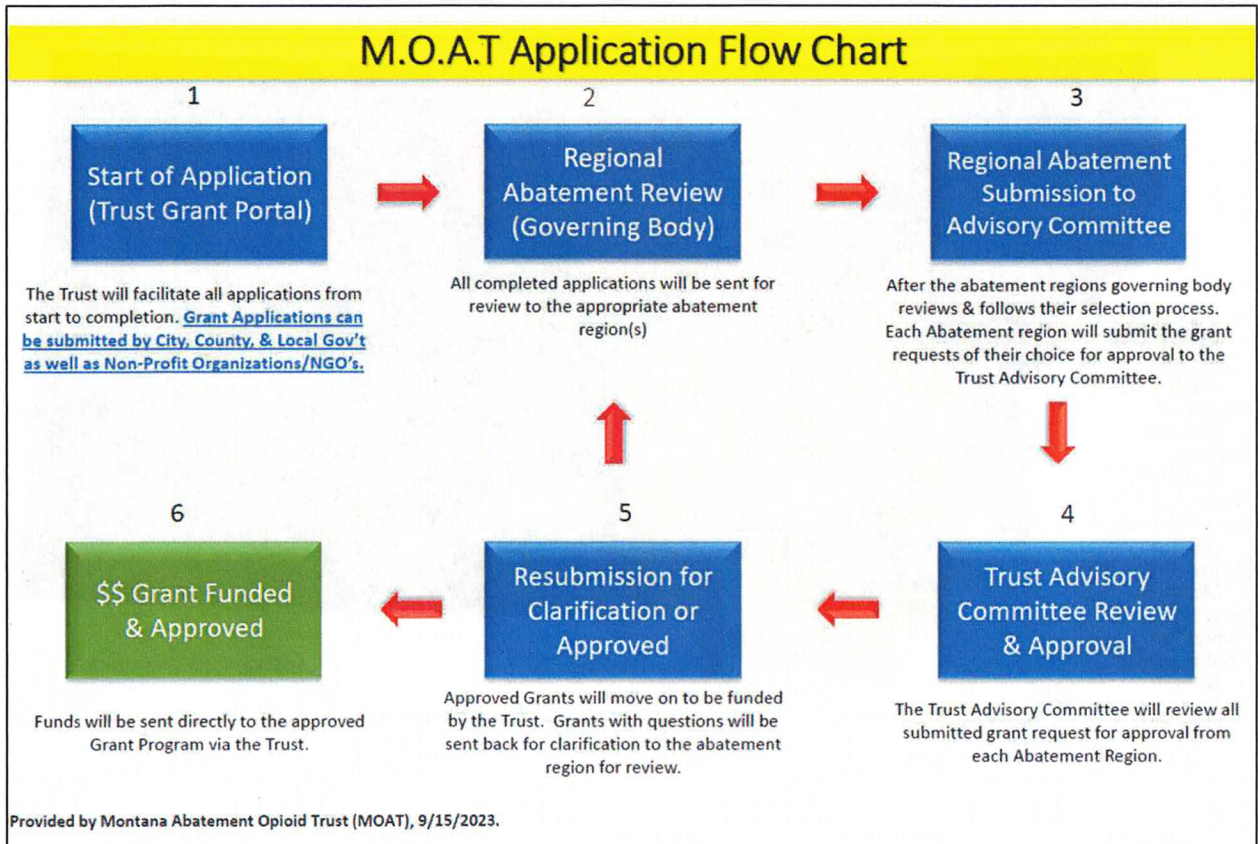 M.O.A.T Application Flow Chart
1
Start of Application
(Trust Grant Portal)
The Trust will facilitate all applications from
start to completion. Grant Applications can
be submitted by City, County, & Local Gov't
as well as Non-Profit Organizations/NGO's.
2
Regional
Abatement Review
(Governing Body)
All completed applications will be sent for
review to the appropriate abatement
region(s)
3
Regional Abatement
Submission to
Advisory Committee
After the abatement regions governing body
reviews & follows their selection process.
Each Abatement region will submit the grant
requests of their choice for approval to the
Trust Advisory Committee.
4
Trust Advisory
Committee Review
& Approval
The Trust Advisory Committee will review all
submitted grant request for approval from
each Abatement Region.
5
Resubmission for
Clarification or
Approved
Approved Grants will move on to be funded
by the Trust. Grants with questions will be
sent back for clarification to the abatement
region for review.
6
$$ Grant Funded
& Approved
Funds will be sent directly to the approved
Grant Program via the Trust.
Provided by Montana Abatement Opioid Trust (MOAT), 9/15/2023.